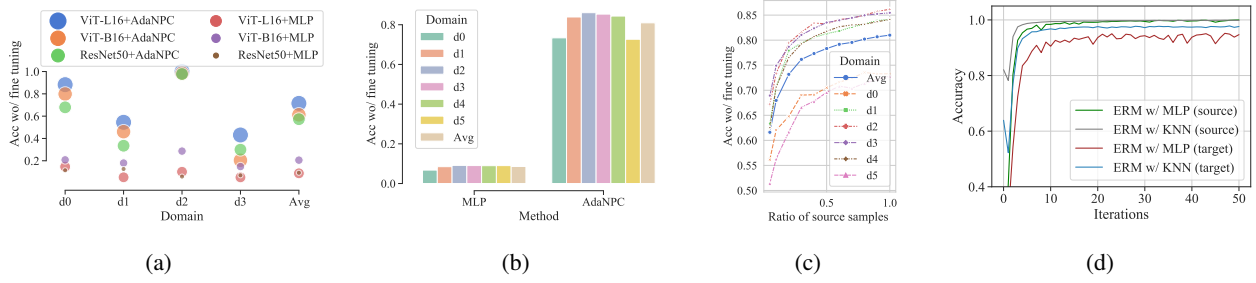 ViT-L16+AdaNPC
ViT-B16+AdaNPC
ResNet50+AdaNPC
ViT-L16+MLP
ViT-B16+MLP
ResNet50+MLP
Acc wo/ fine tuning
1.0
0.8
0.6
0.4
0.2
d0
d1
d2
d3
Avg
Domain
(a)
Acc wo/ fine tuning
0.8
0.6
0.4
0.2
0.0
Domain
d0
d1
d2
d3
d4
d5
Avg
MLP
AdaNPC
Method
(b)
Acc wo/ fine tuning
0.85
0.80
0.75
0.70
0.65
0.60
0.55
0.50
Domain
Avg
d0
d1
d2
d3
d4
d5
0.5
1.0
Ratio of source samples
(c)
Accuracy
1.0
0.8
0.6
0.4
ERM w/ MLP (source)
ERM w/ KNN (source)
ERM w/ MLP (target)
ERM w/ KNN (target)
0
10
20
30
40
50
Iterations
(d)